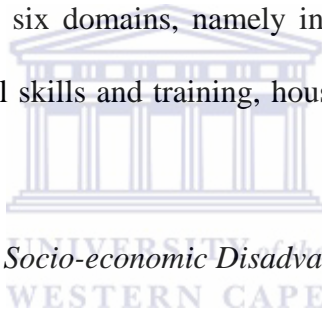 six domains, namely in
l skills and training, hous
UNIVERSITY of the
Socio-economic Disadva
WESTERN CAPE